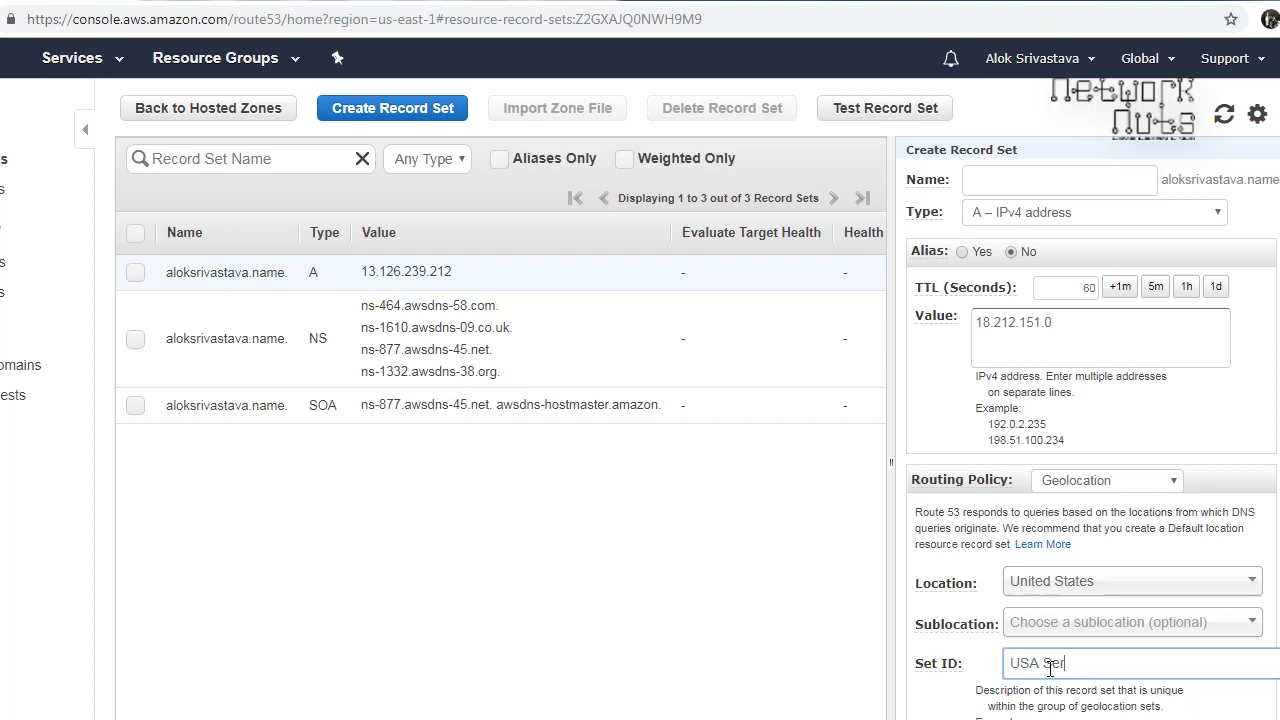 https://console.aws.amazon.com/route53/home?region=us-east-1#resource-record-sets:Z2GXAJQ0NWH9M9
Services Resource Groups Alok Srivastava Global Support
Network
Nuts
Back to Hosted Zones Create Record Set Import Zone File Delete Record Set Test Record Set
s
s
s
s
omains
ests
Record Set Name Any Type Aliases Only Weighted Only
Displaying 1 to 3 out of 3 Record Sets
Name Type Value Evaluate Target Health Health
aloksrivastava.name. A 13.126.239.212 - -
aloksrivastava.name. NS ns-464.awsdns-58.com. - -
ns-1610.awsdns-09.co.uk.
ns-877.awsdns-45.net.
ns-1332.awsdns-38.org.
aloksrivastava.name. SOA ns-877.awsdns-45.net. awsdns-hostmaster.amazon. - -
Create Record Set
Name: aloksrivastava.name
Type: A – IPv4 address
Alias: Yes No
TTL (Seconds): 60 +1m 5m 1h 1d
Value: 18.212.151.0
IPv4 address. Enter multiple addresses
on separate lines.
Example:
192.0.2.235
198.51.100.234
Routing Policy: Geolocation
Route 53 responds to queries based on the locations from which DNS
queries originate. We recommend that you create a Default location
resource record set Learn More
Location: United States
Sublocation: Choose a sublocation (optional)
Set ID: USA Ser
Description of this record set that is unique
within the group of geolocation sets.